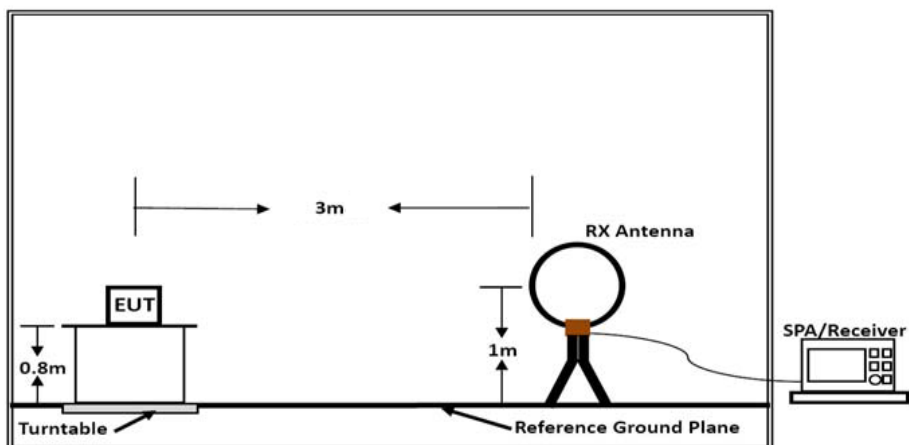 3m
RX Antenna
EUT
SPA/Receiver
0.8m
1m
Turntable
Reference Ground Plane